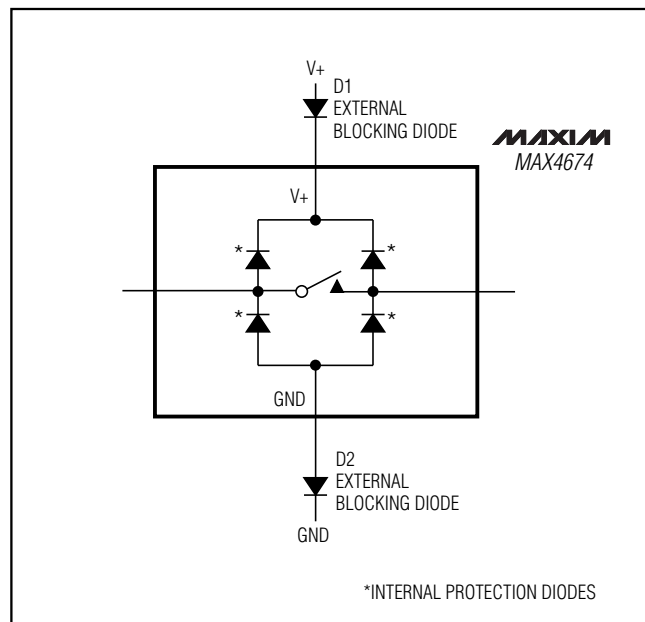 V+
D1
EXTERNAL
BLOCKING DIODE
MAXIM
MAX4674
V+
*
*
*
*
GND
D2
EXTERNAL
BLOCKING DIODE
GND
*INTERNAL PROTECTION DIODES